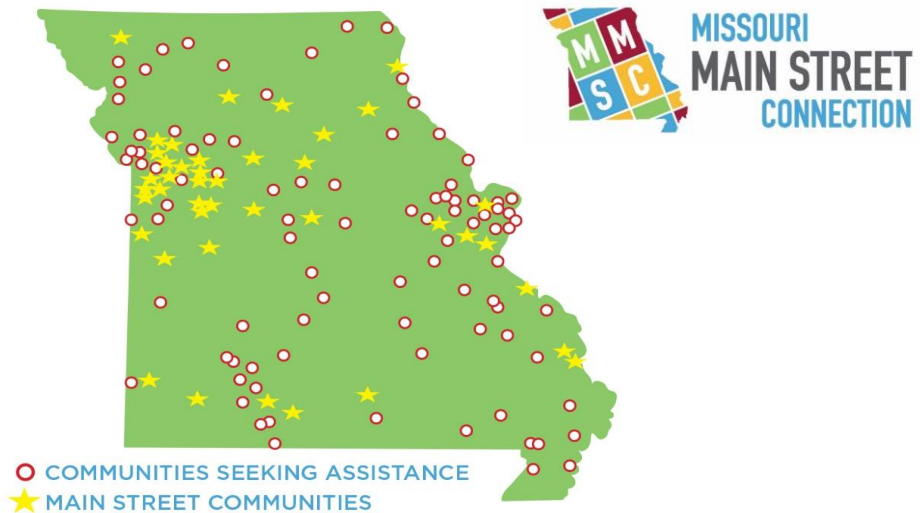 M M
S C
MISSOURI
MAIN STREET
CONNECTION
COMMUNITIES SEEKING ASSISTANCE
MAIN STREET COMMUNITIES